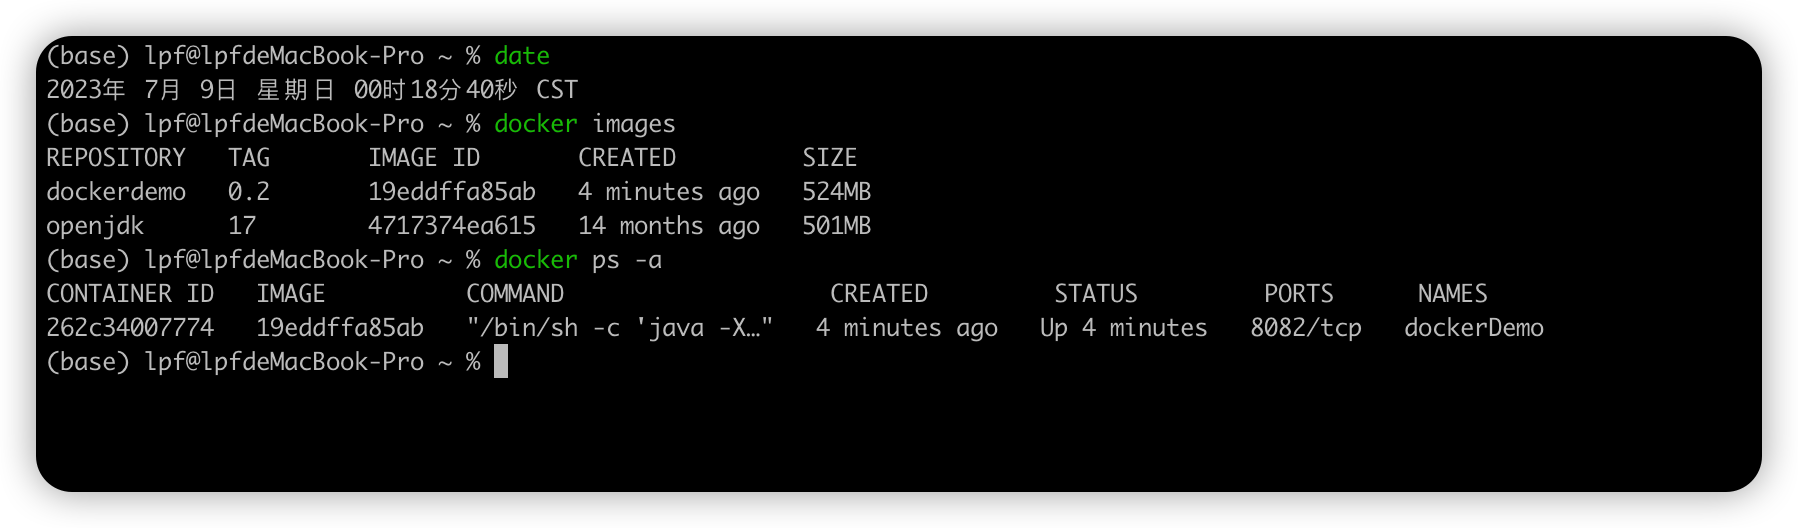 (base) lpf@lpfdeMacBook-Pro ~ % date
2023年 7月 9日 星期日 00时18分40秒 CST
(base) lpf@lpfdeMacBook-Pro ~ % docker images
REPOSITORY   TAG       IMAGE ID       CREATED         SIZE
dockerdemo   0.2       19eddffa85ab   4 minutes ago   524MB
openjdk      17        4717374ea615   14 months ago   501MB
(base) lpf@lpfdeMacBook-Pro ~ % docker ps -a
CONTAINER ID   IMAGE          COMMAND                   CREATED         STATUS         PORTS      NAMES
262c34007774   19eddffa85ab   "/bin/sh -c 'java -X…"   4 minutes ago   Up 4 minutes   8082/tcp   dockerDemo
(base) lpf@lpfdeMacBook-Pro ~ %